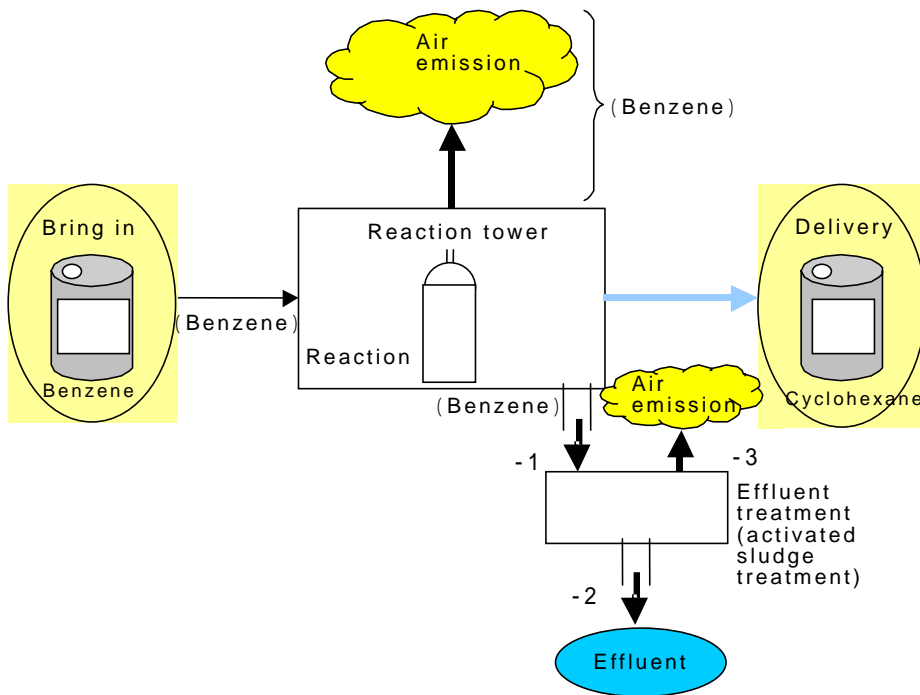 Air
emission
(Benzene)
Bring in
Benzene
(Benzene)
Reaction tower
Reaction
Delivery
Cyclohexane
(Benzene)
Air
emission
-1
-3
Effluent
treatment
(activated
sludge
treatment)
-2
Effluent